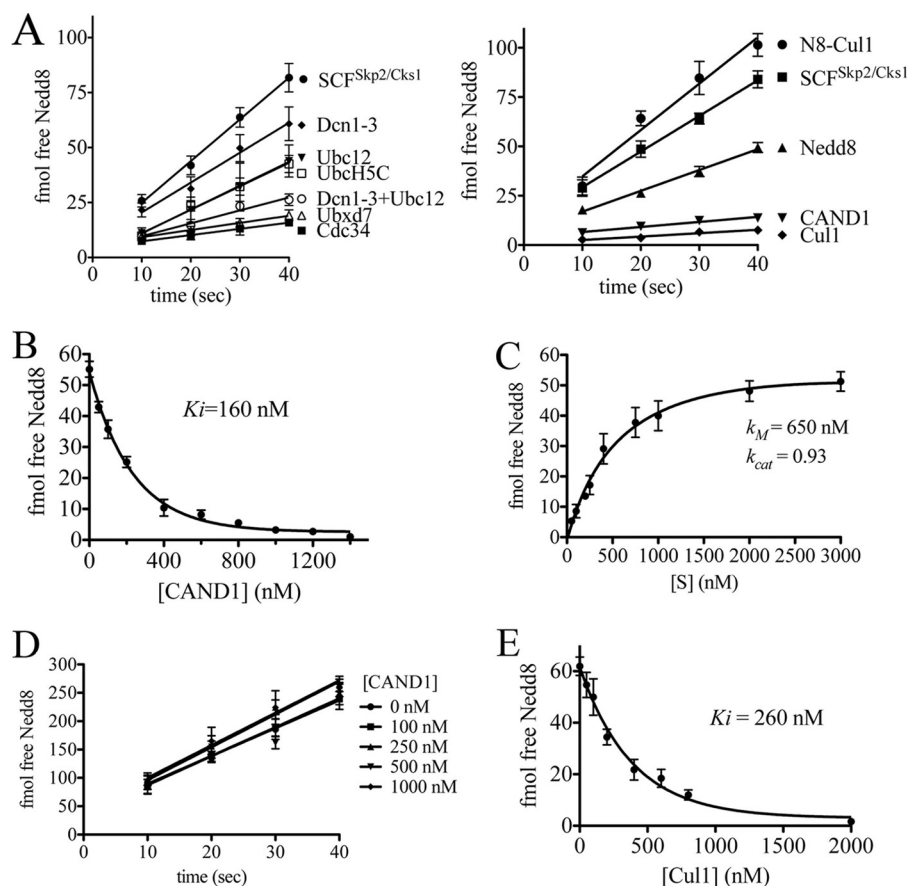 A
fmol free Nedd8
100
75
50
25
0
0
10
20
30
40
time (sec)
SCFSkp2/Cks1
Dcn1-3
Ubc12
UbcH5C
Dcn1-3+Ubc12
Ubxd7
Cdc34
fmol free Nedd8
100
75
50
25
0
0
10
20
30
40
time (sec)
N8-Cul1
SCFSkp2/Cks1
Nedd8
CAND1
Cul1
B
fmol free Nedd8
60
50
40
30
20
10
0
0
400
800
1200
[CAND1] (nM)
Ki=160 nM
C
fmol free Nedd8
60
50
40
30
20
10
0
0
500
1000
1500
2000
2500
3000
[S] (nM)
kM = 650 nM
kcat = 0.93
D
fmol free Nedd8
300
250
200
150
100
50
0
0
10
20
30
40
time (sec)
[CAND1]
0 nM
100 nM
250 nM
500 nM
1000 nM
E
fmol free Nedd8
80
60
40
20
0
0
500
1000
1500
2000
[Cul1] (nM)
Ki = 260 nM